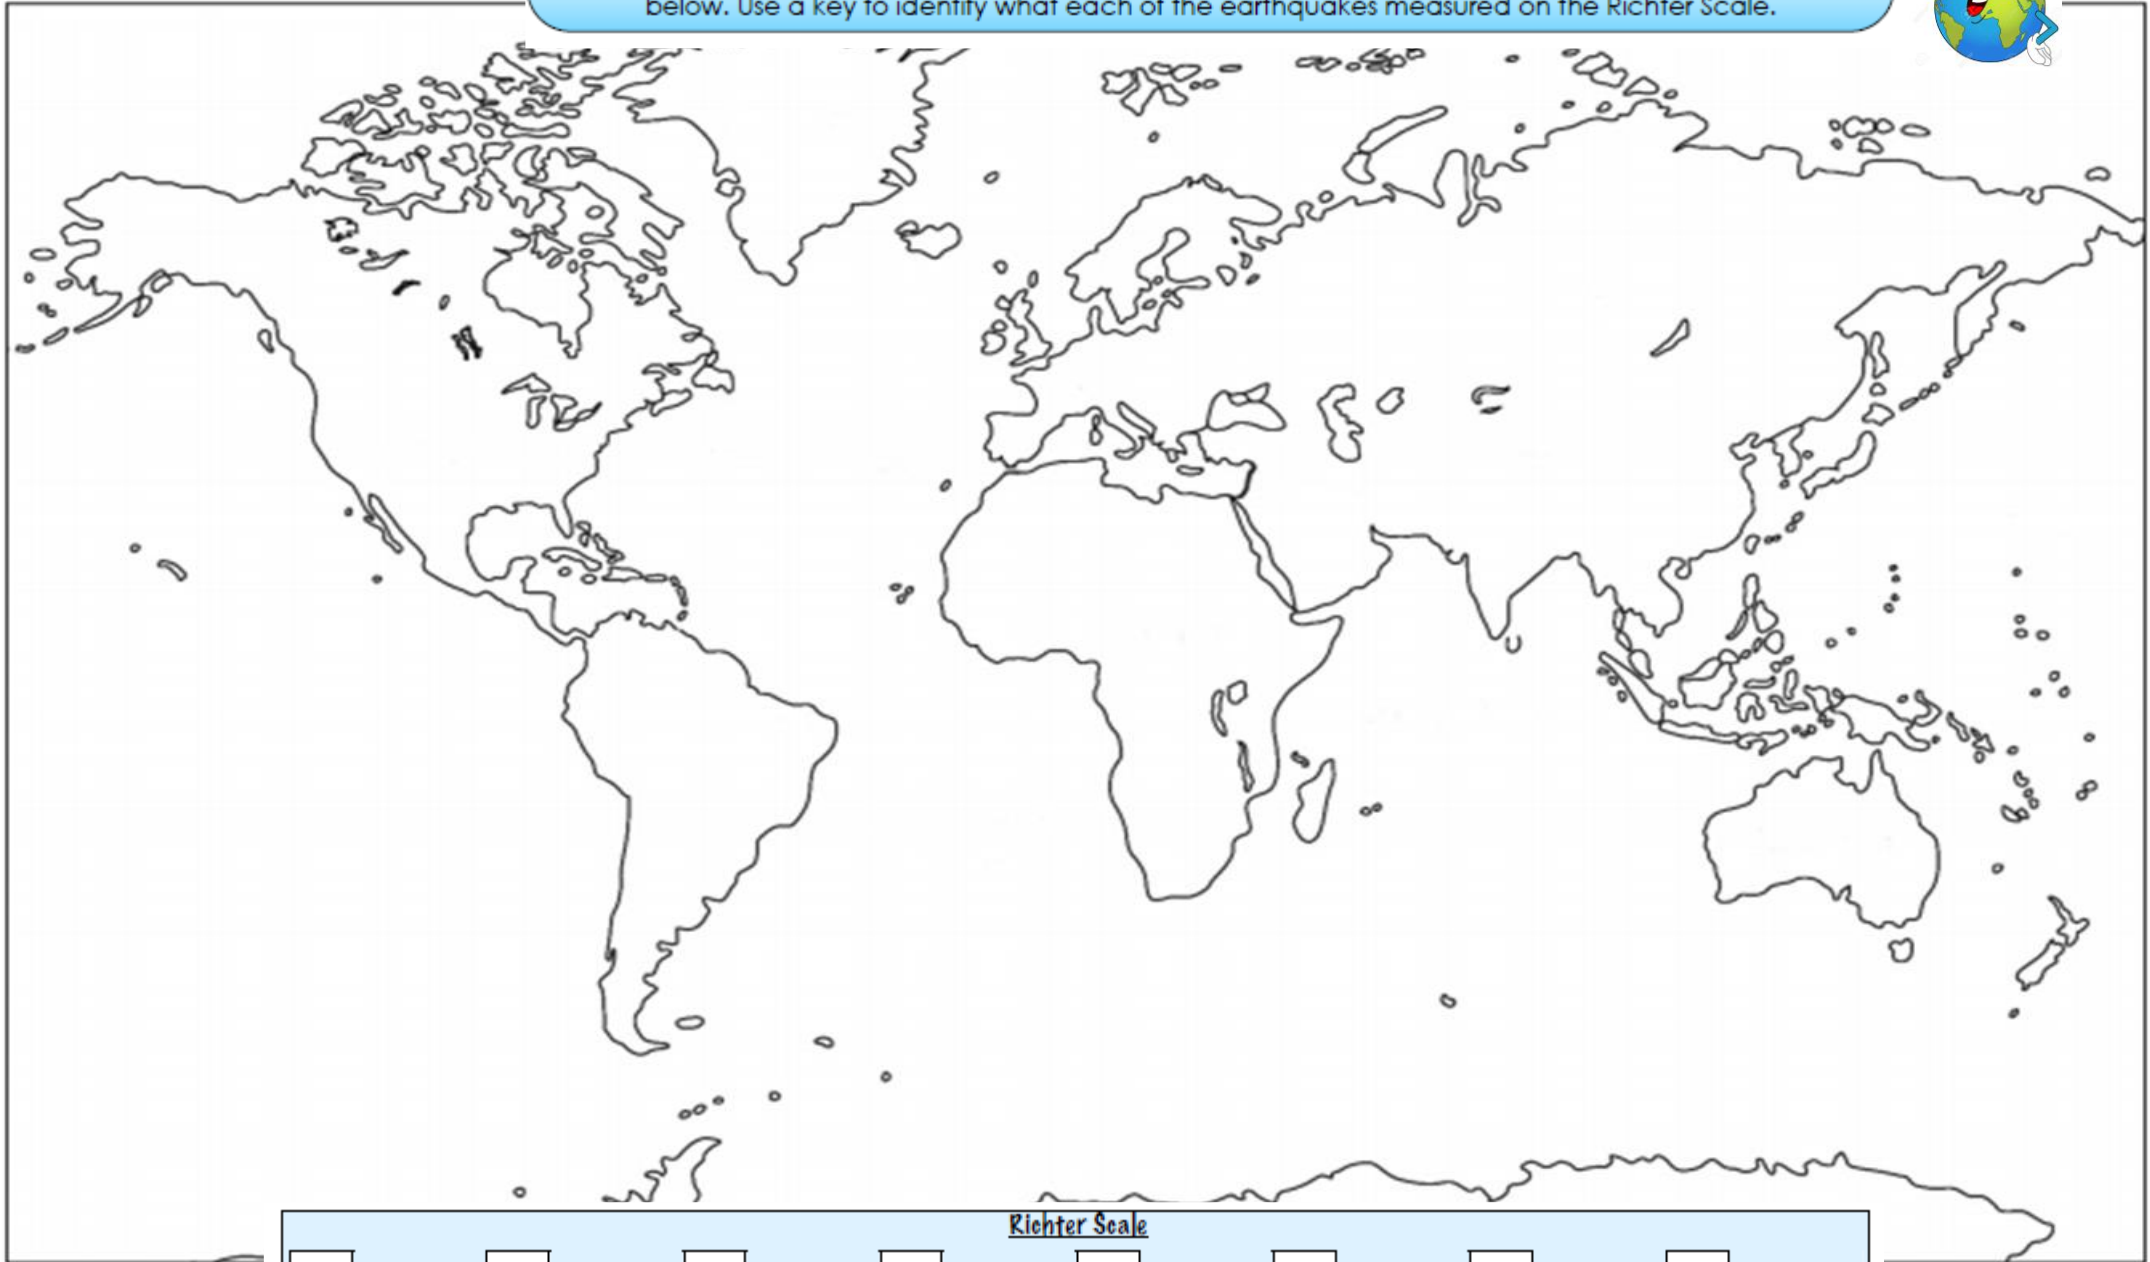 below. Use a key to identify what each of the earthquakes measured on the Richter Scale.
Richter Scale